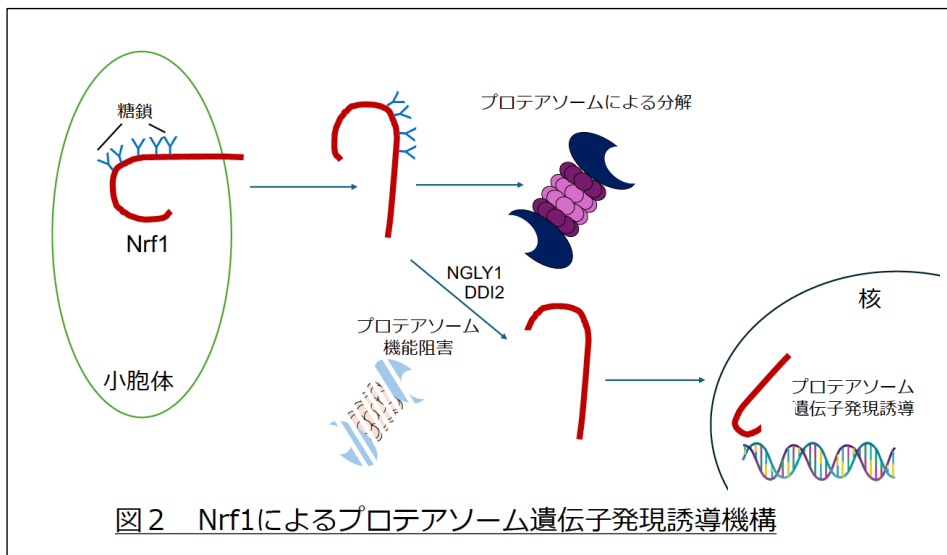 糖鎖
Nrf1
小胞体
プロテアソームによる分解
NGLY1
DDI2
プロテアソーム
機能阻害
核
プロテアソーム
遺伝子発現誘導
図２ Nrf1によるプロテアソーム遺伝子発現誘導機構